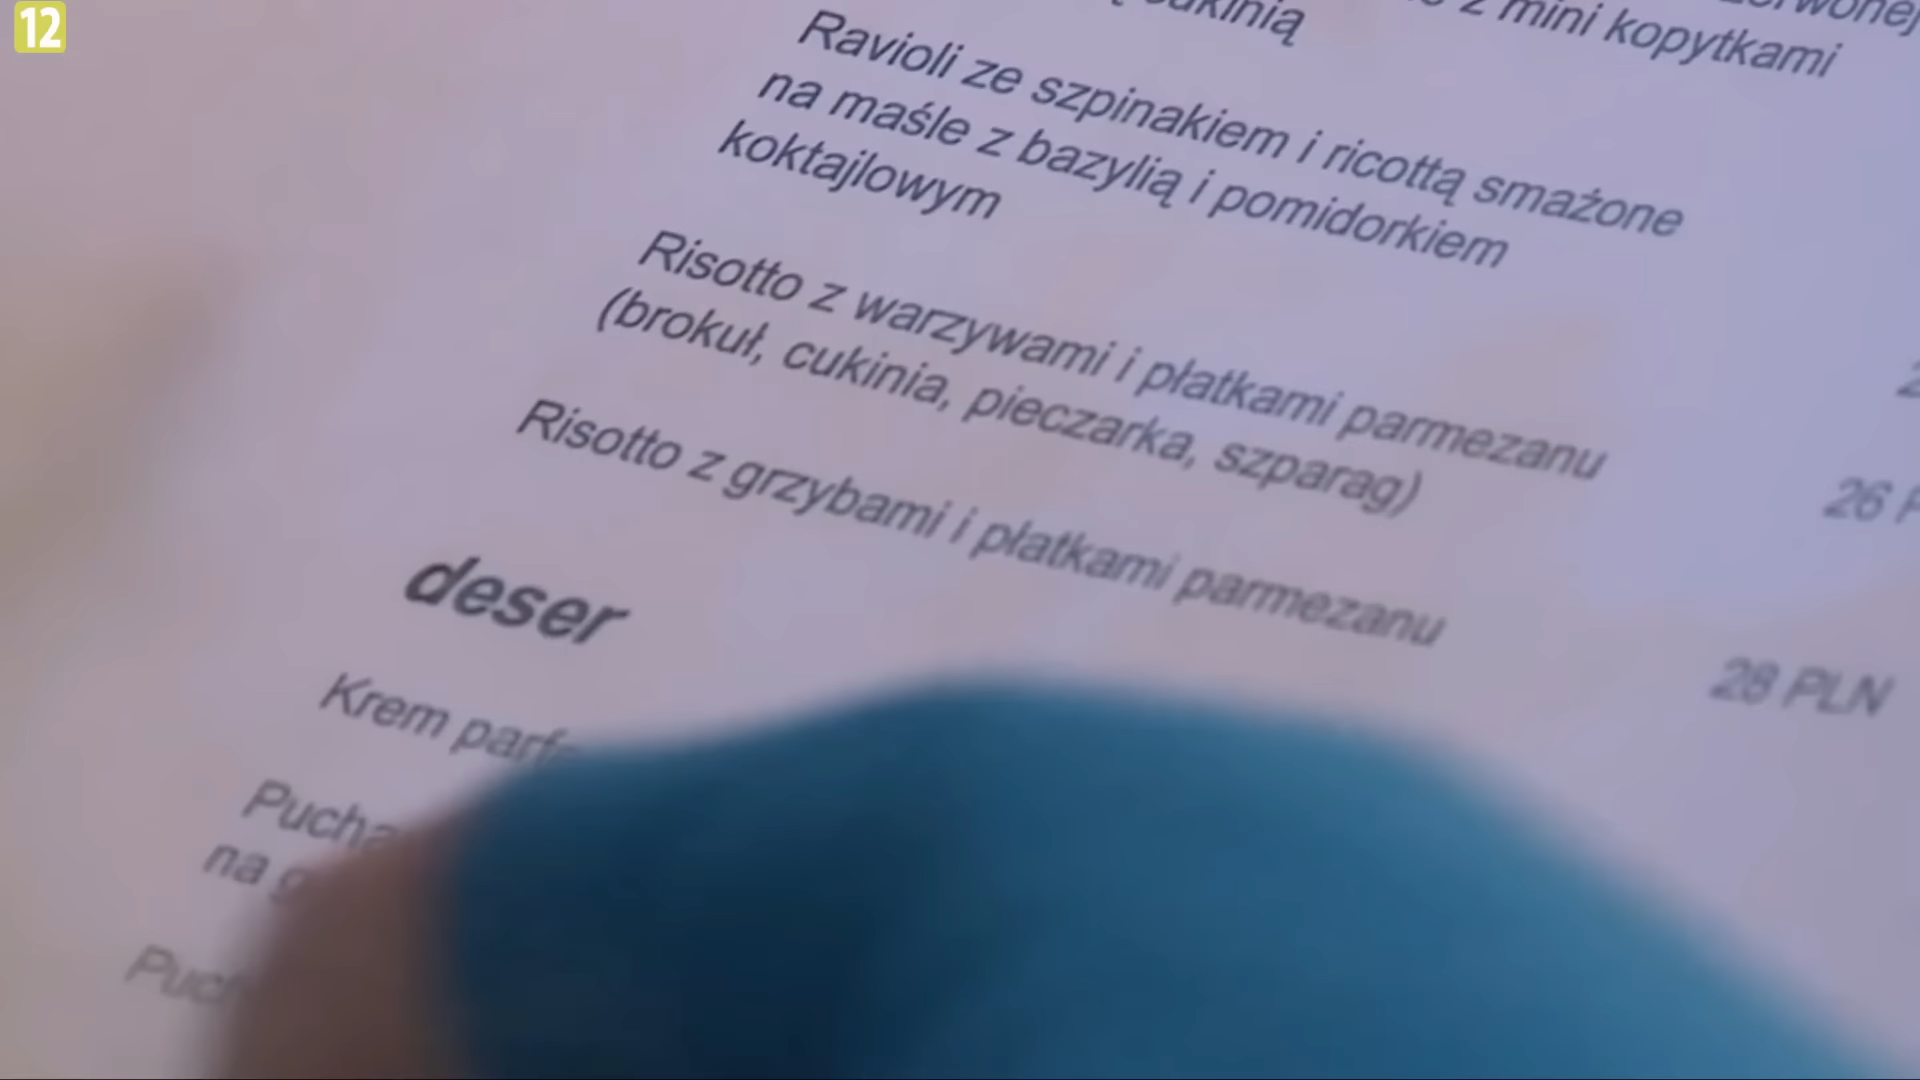 12
z mini kopytkami
Ravioli ze szpinakiem i ricottą smażone
na maśle z bazylią i pomidorkiem
koktajlowym
Risotto z warzywami i płatkami parmezanu
(brokuł, cukinia, pieczarka, szparag)
26
Risotto z grzybami i płatkami parmezanu
28 PLN
deser
Krem
na